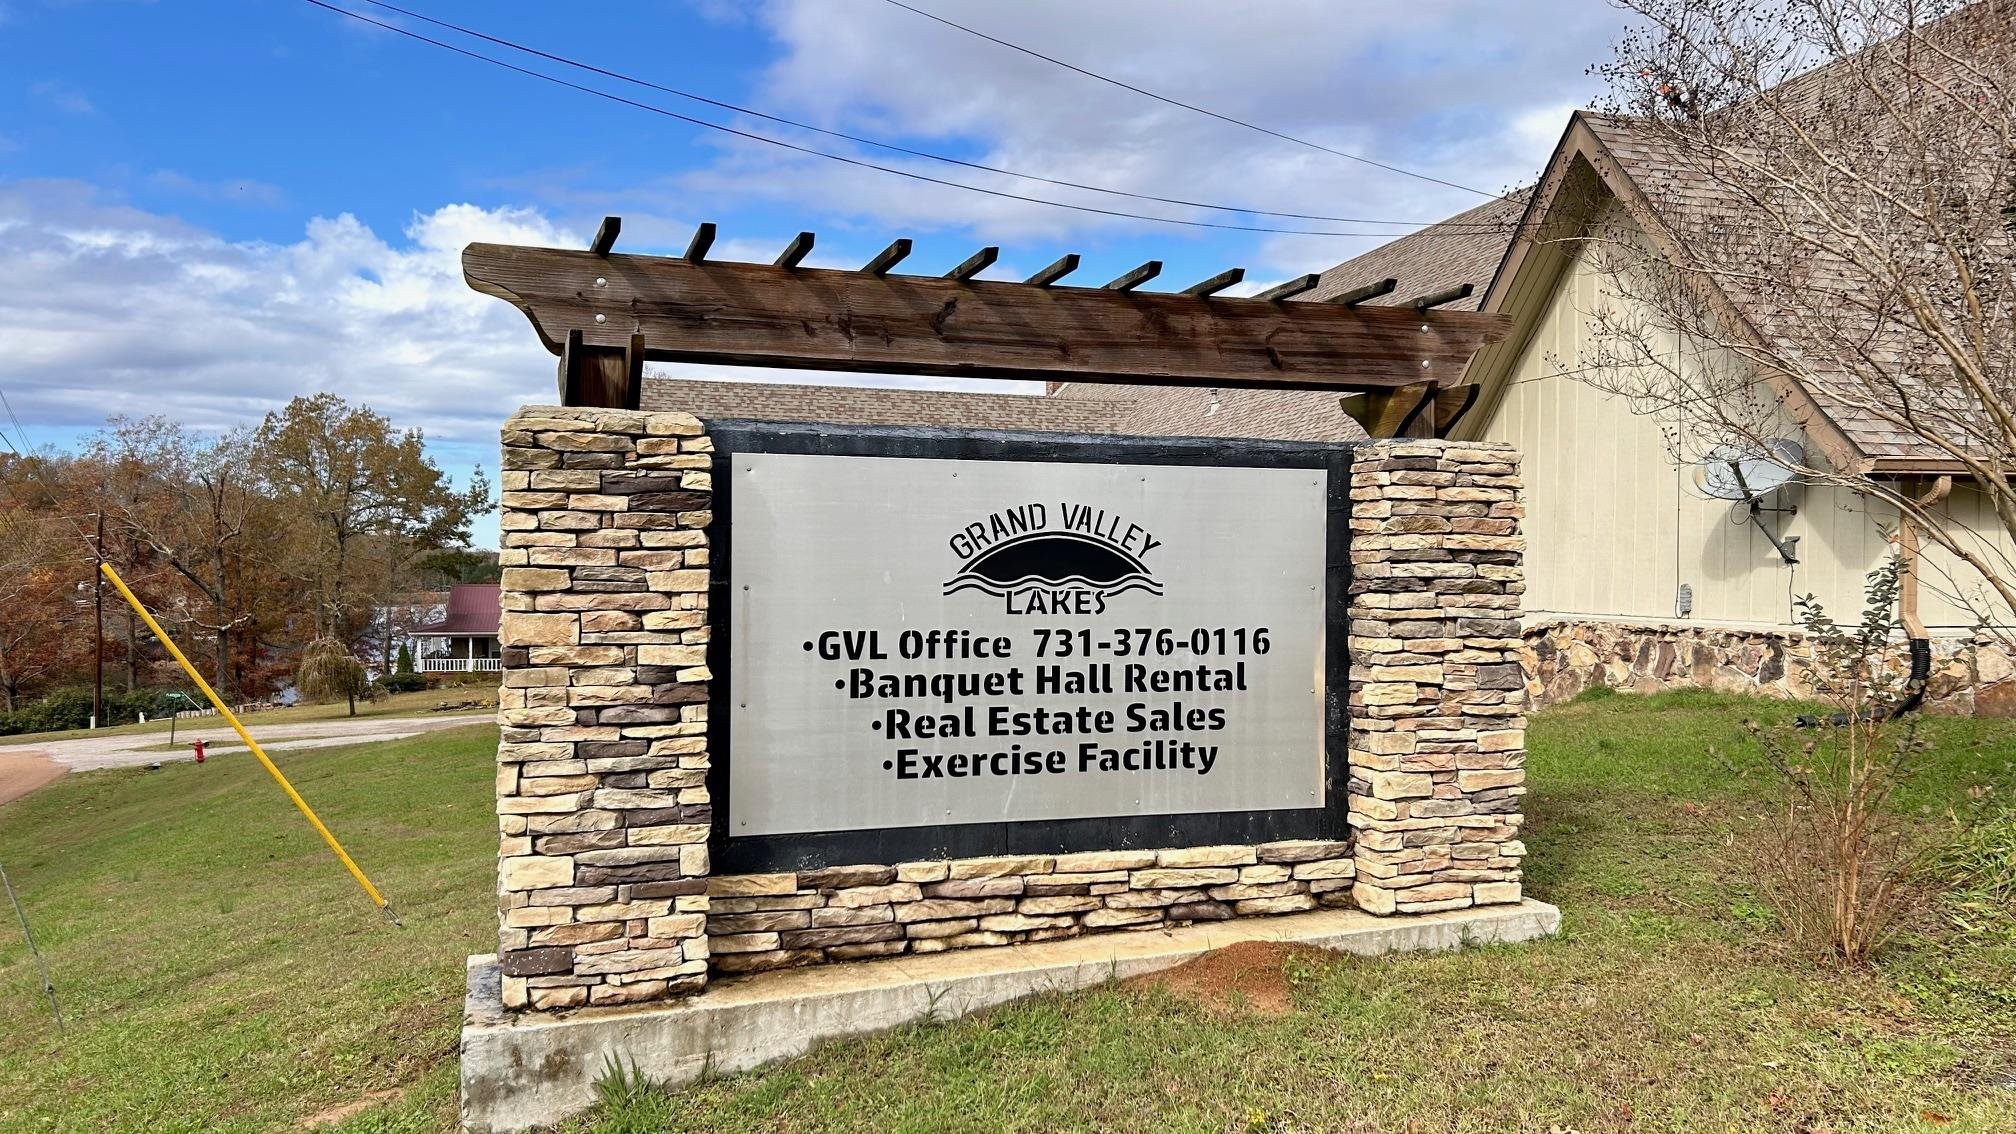 GRAND VALLEY
LAKES
•GVL Office 731-376-0116
•Banquet Hall Rental
•Real Estate Sales
•Exercise Facility